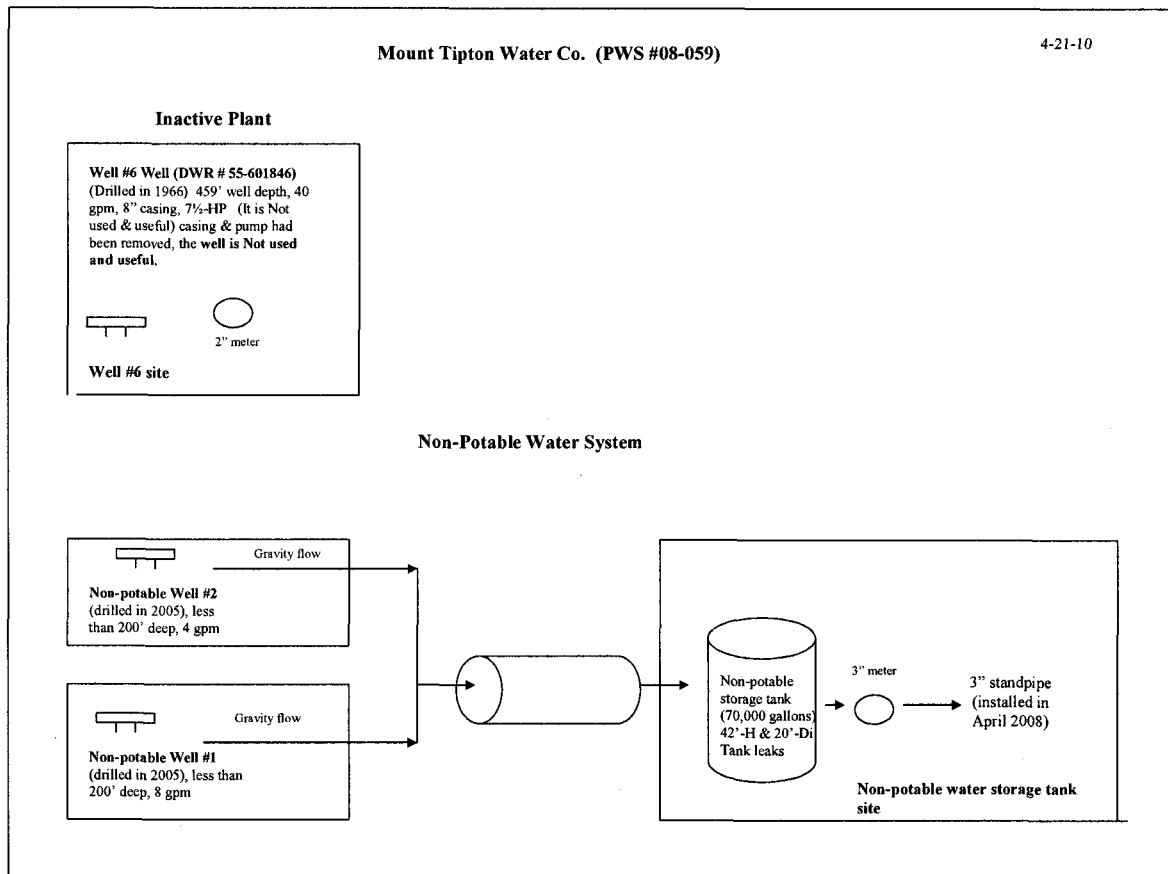 Mount Tipton Water Co. (PWS #08-059)
4-21-10
Inactive Plant
Well #6 Well (DWR # 55-601846)
(Drilled in 1966) 459’ well depth, 40
gpm, 8” casing, 7½-HP (It is Not
used & useful) casing & pump had
been removed, the well is Not used
and useful.
2” meter
Well #6 site
Non-Potable Water System
Gravity flow
Non-potable Well #2
(drilled in 2005), less
than 200’ deep, 4 gpm
Gravity flow
Non-potable Well #1
(drilled in 2005), less than
200’ deep, 8 gpm
Non-potable
storage tank
(70,000 gallons)
42’-H & 20’-Di
Tank leaks
3” meter
3” standpipe
(installed in
April 2008)
Non-potable water storage tank
site